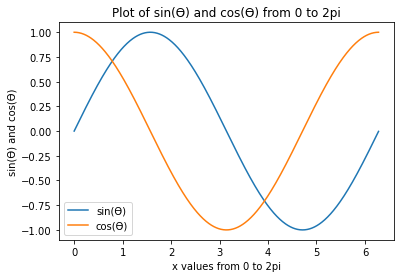 Plot of sin(ϴ) and cos(ϴ) from 0 to 2pi
sin(ϴ) and cos(ϴ)
1.00
0.75
0.50
0.25
0.00
−0.25
−0.50
−0.75
−1.00
sin(ϴ)
cos(ϴ)
0 1 2 3 4 5 6
x values from 0 to 2pi